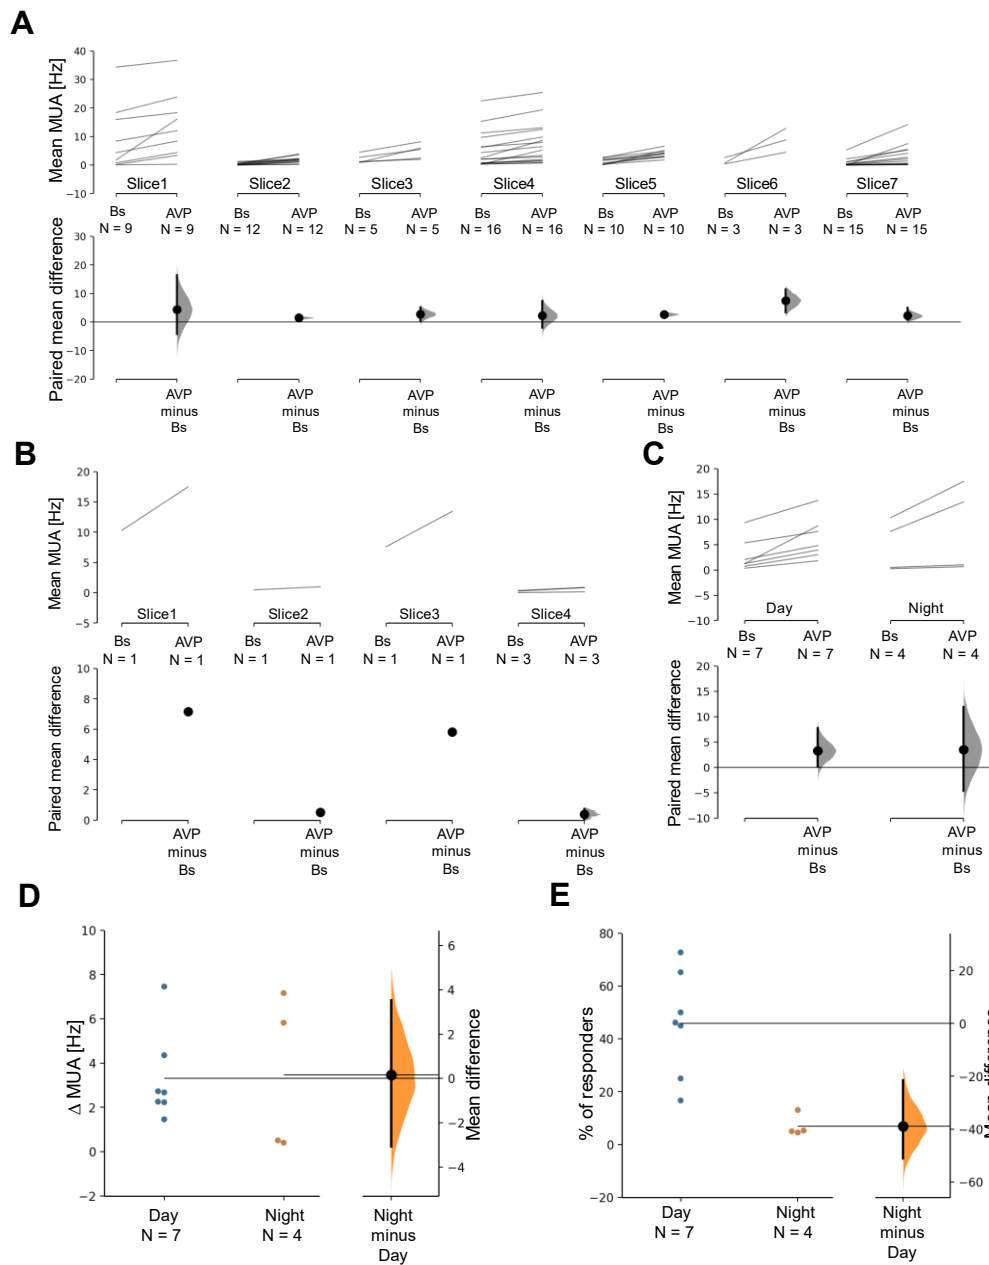 A
Mean MUA [Hz]
40
30
20
10
0
−10
Slice1 Slice2 Slice3 Slice4 Slice5 Slice6 Slice7
Bs AVP Bs AVP Bs AVP Bs AVP Bs AVP Bs AVP Bs AVP
N = 9 N = 9 N = 12 N = 12 N = 5 N = 5 N = 16 N = 16 N = 10 N = 10 N = 3 N = 3 N = 15 N = 15
Paired mean difference
30
20
10
0
−10
−20
AVP AVP AVP AVP AVP AVP AVP
minus minus minus minus minus minus minus
Bs Bs Bs Bs Bs Bs Bs
B
Mean MUA [Hz]
20
15
10
5
0
−5
Slice1 Slice2 Slice3 Slice4
Bs AVP Bs AVP Bs AVP Bs AVP
N = 1 N = 1 N = 1 N = 1 N = 1 N = 1 N = 3 N = 3
Paired mean difference
10
8
6
4
2
0
AVP AVP AVP AVP
minus minus minus minus
Bs Bs Bs Bs
C
Mean MUA [Hz]
20
15
10
5
0
−5
−10
Day Night
Bs AVP Bs AVP
N = 7 N = 7 N = 4 N = 4
Paired mean difference
20
15
10
5
0
−5
−10
AVP AVP
minus minus
Bs Bs
D
Δ MUA [Hz]
10
8
6
4
2
0
−2
6
4
2
0
−2
−4
Mean difference
Day Night Night
N = 7 N = 4 minus
Day
E
% of responders
80
60
40
20
0
−20
20
0
−20
−40
−60
Mean difference
Day Night Night
N = 7 N = 4 minus
Day